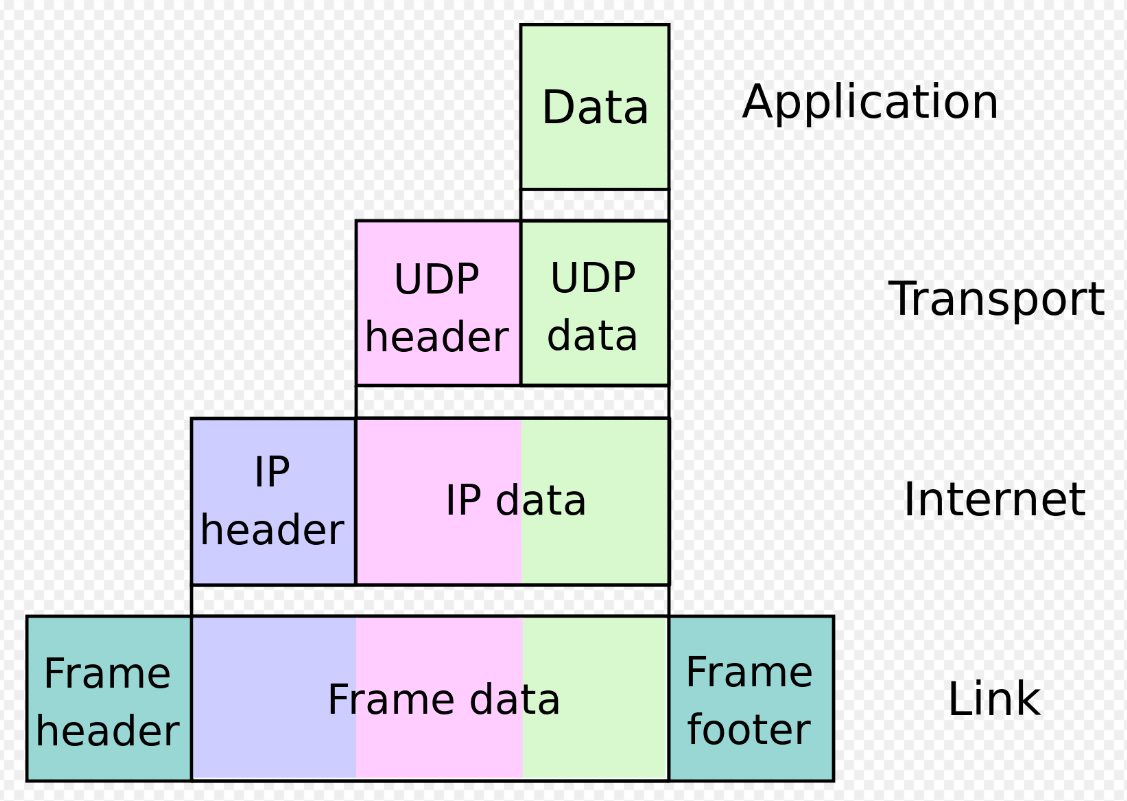 Data
Application
UDP
header
UDP
data
Transport
IP
header
IP data
Internet
Frame
header
Frame data
Frame
footer
Link